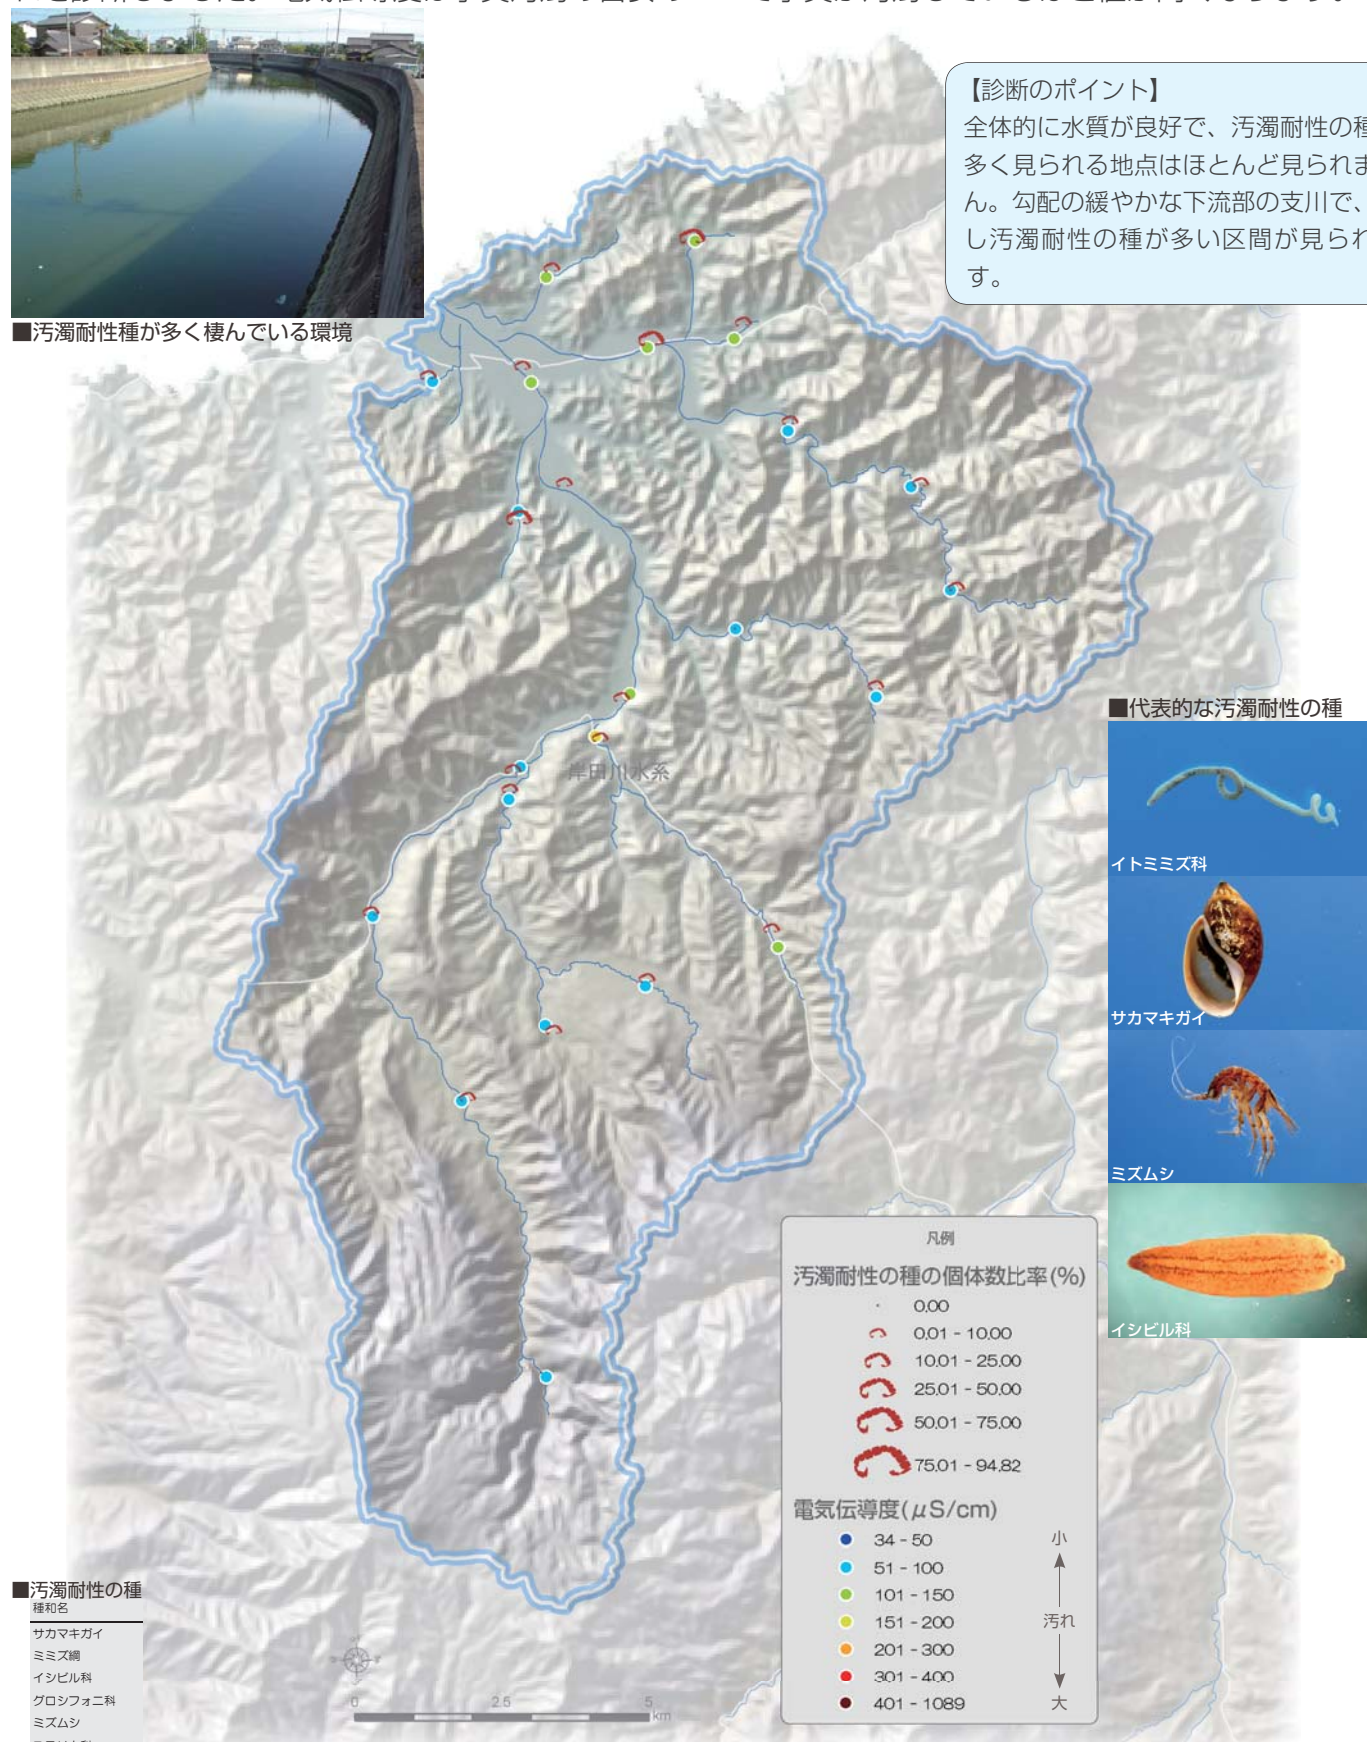 【診断のポイント】
全体的に水質が良好で、汚濁耐性の種
多く見られる地点はほとんど見られま
ん。勾配の緩やかな下流部の支川で、
し汚濁耐性の種が多い区間が見られ
す。
■汚濁耐性種が多く棲んでいる環境
岸田川水系
■代表的な汚濁耐性の種
イトミミズ科
サカマキガイ
ミズムシ
イシビル科
凡例
汚濁耐性の種の個体数比率(%)
0.00
0.01 - 10.00
10.01 - 25.00
25.01 - 50.00
50.01 - 75.00
75.01 - 94.82
電気伝導度(μS/cm)
34 - 50 小
51 - 100
101 - 150
151 - 200 汚れ
201 - 300
301 - 400
401 - 1089 大
■汚濁耐性の種
種和名
サカマキガイ
ミミズ綱
イシビル科
グロシフォニ科
ミズムシ
0 2.5 5
km